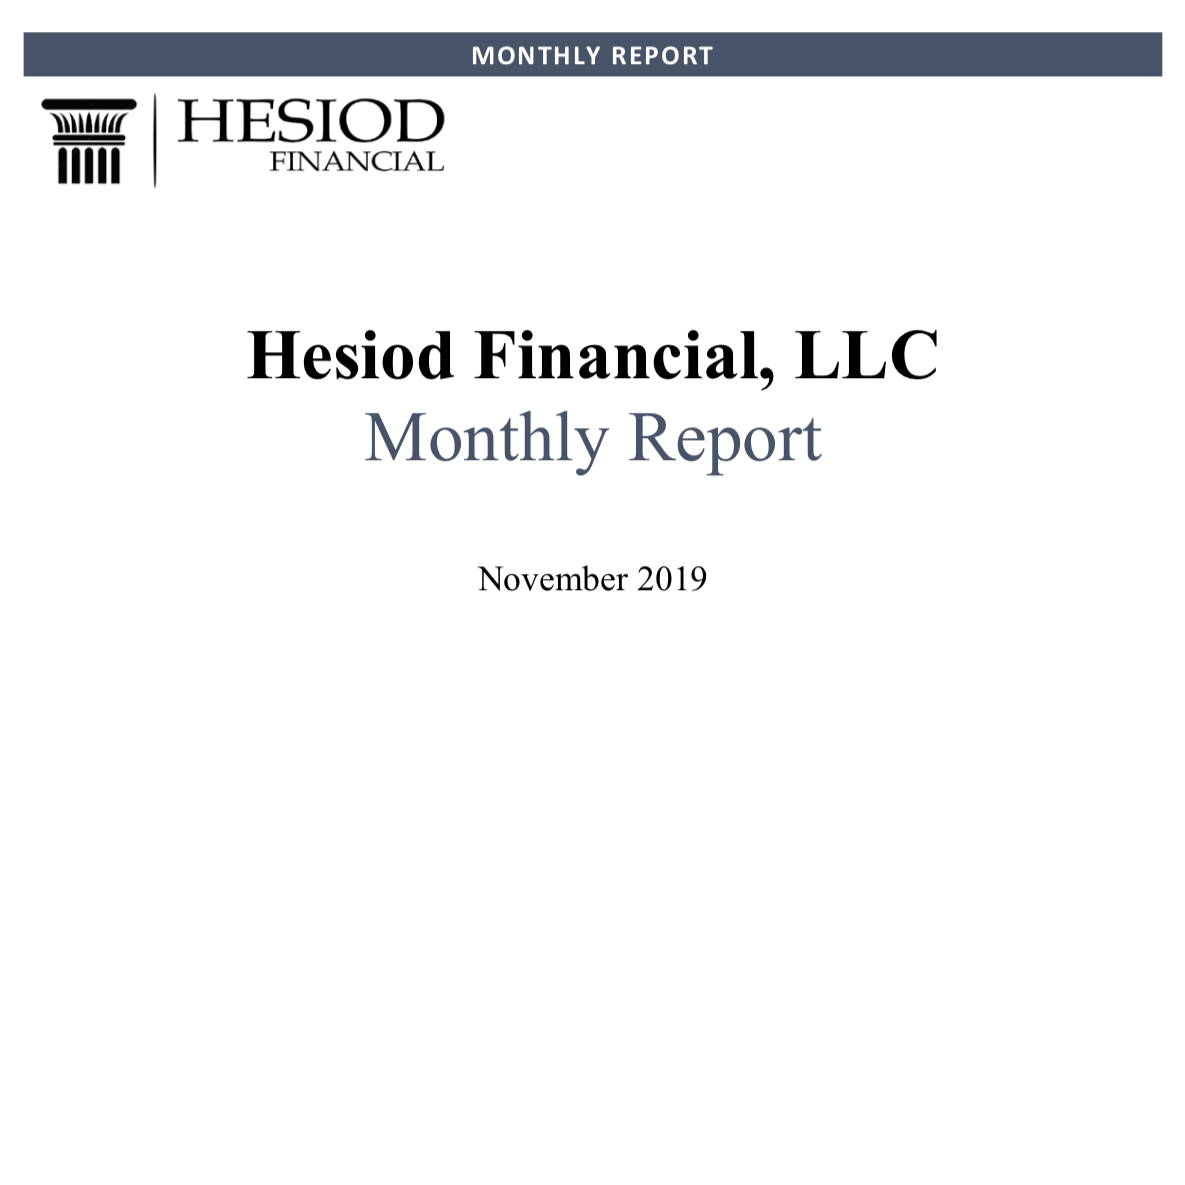 MONTHLY REPORT
HESIOD
FINANCIAL
Hesiod Financial, LLC
Monthly Report
November 2019